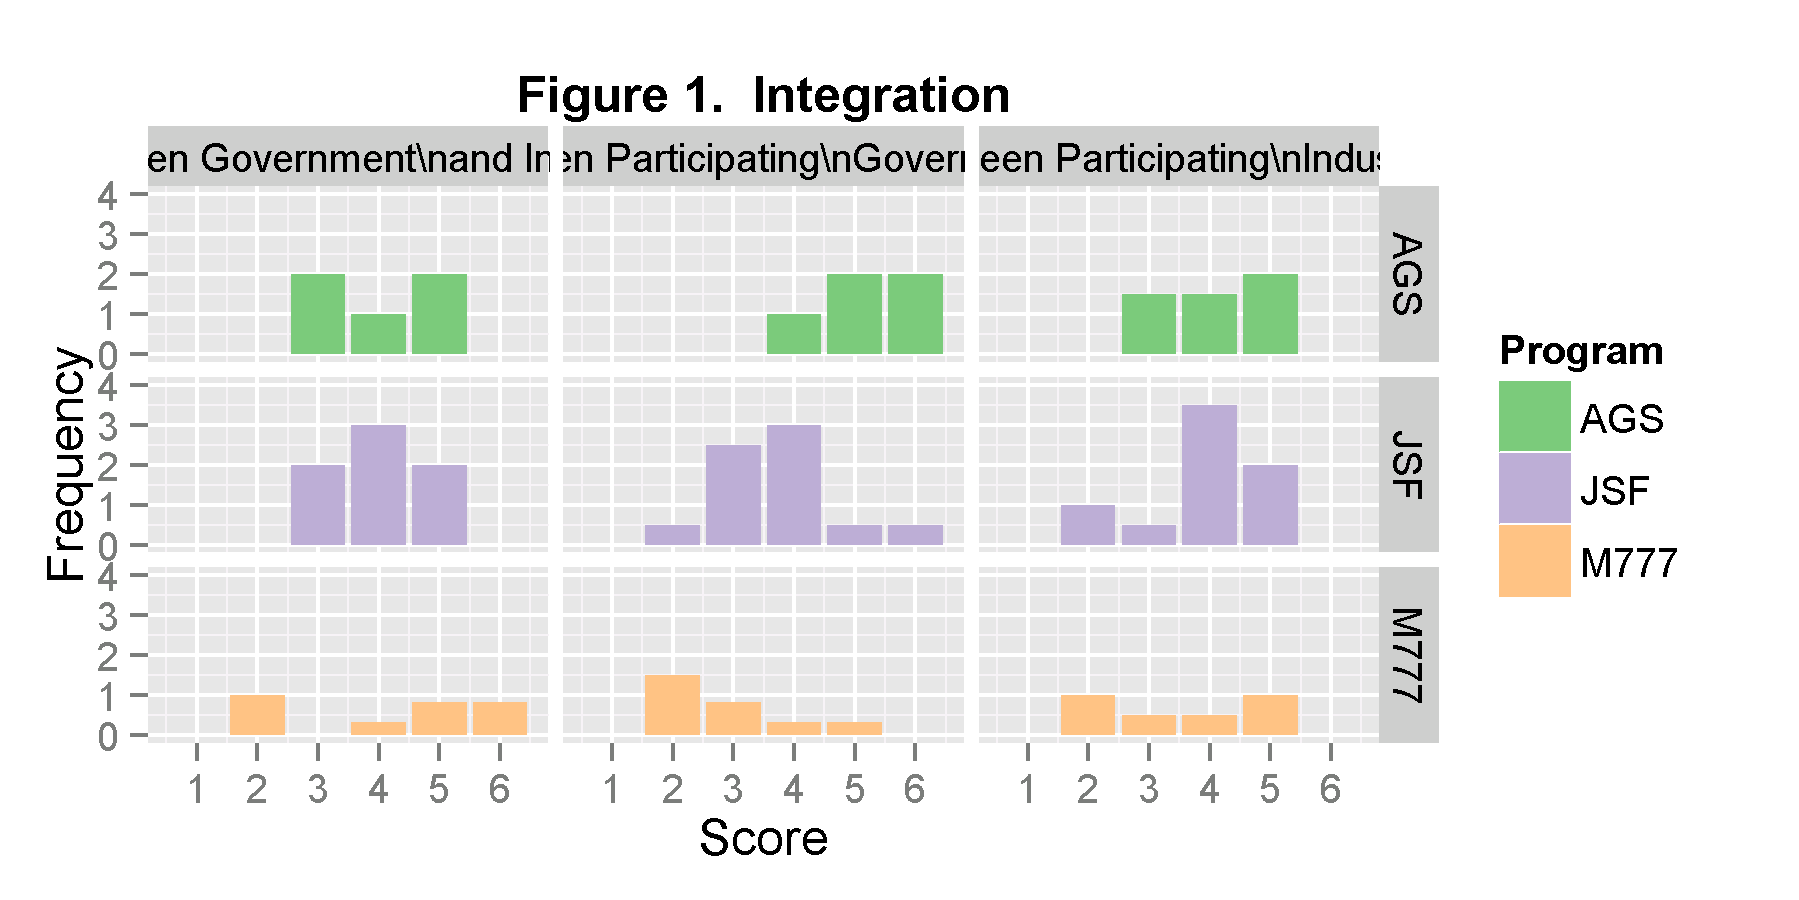 Figure 1.  Integration
en Government\nand In
en Participating\nGovern
een Participating\nIndus
4
3
2
1
0
AGS
4
3
2
1
0
JSF
4
3
2
1
0
M777
Frequency
1 2 3 4 5 6
1 2 3 4 5 6
1 2 3 4 5 6
Score
Program
AGS
JSF
M777